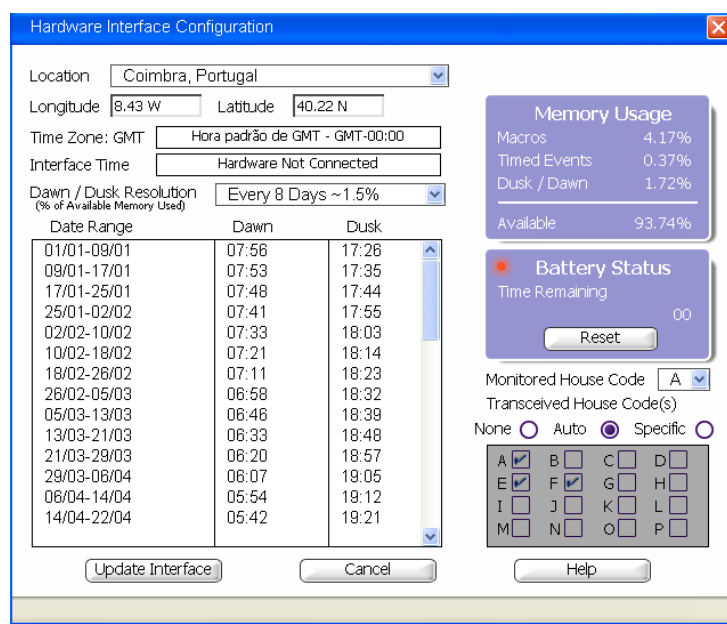 Hardware Interface Configuration
Location Coimbra, Portugal
Longitude 8.43 W Latitude 40.22 N
Time Zone: GMT Hora padrão de GMT - GMT-00:00
Interface Time Hardware Not Connected
Dawn / Dusk Resolution Every 8 Days ~1.5%
(% of Available Memory Used)
Date Range Dawn Dusk
01/01-09/01 07:56 17:26
09/01-17/01 07:53 17:35
17/01-25/01 07:48 17:44
25/01-02/02 07:41 17:55
02/02-10/02 07:33 18:03
10/02-18/02 07:21 18:14
18/02-26/02 07:11 18:23
26/02-05/03 06:58 18:32
05/03-13/03 06:46 18:39
13/03-21/03 06:33 18:48
21/03-29/03 06:20 18:57
29/03-06/04 06:07 19:05
06/04-14/04 05:54 19:12
14/04-22/04 05:42 19:21
Update Interface Cancel
Memory Usage
Macros 4.17%
Timed Events 0.37%
Dusk / Dawn 1.72%
Available 93.74%
Battery Status
Time Remaining
00
Reset
Monitored House Code A
Transceived House Code(s)
None Auto Specific
A B C D
E F G H
I J K L
M N O P
Help